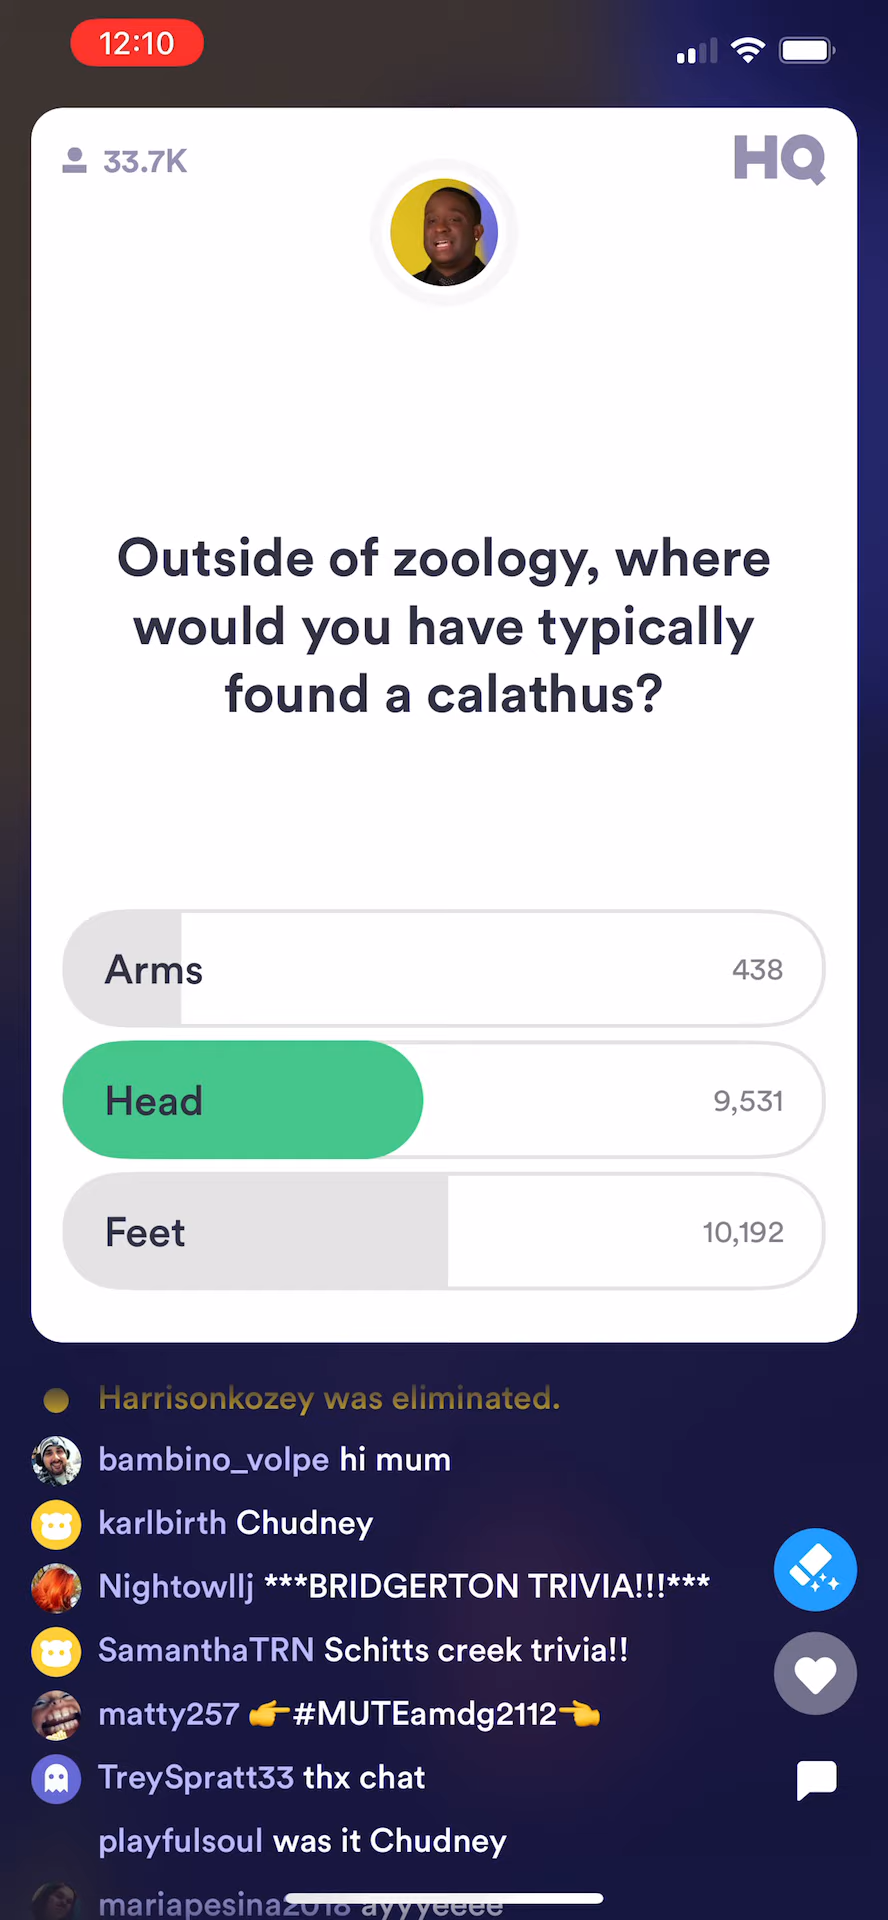 12:10
33.7K
HQ
Outside of zoology, where
would you have typically
found a calathus?
Arms 438
Head 9,531
Feet 10,192
Harrisonkozey was eliminated.
bambino_volpe hi mum
karlbirth Chudney
Nightowllj ***BRIDGERTON TRIVIA!!!***
SamanthaTRN Schitts creek trivia!!
matty257 👉#MUTEamdg2112👈
TreySpratt33 thx chat
playfulsoul was it Chudney
mariapesina2018 ayyyeeee